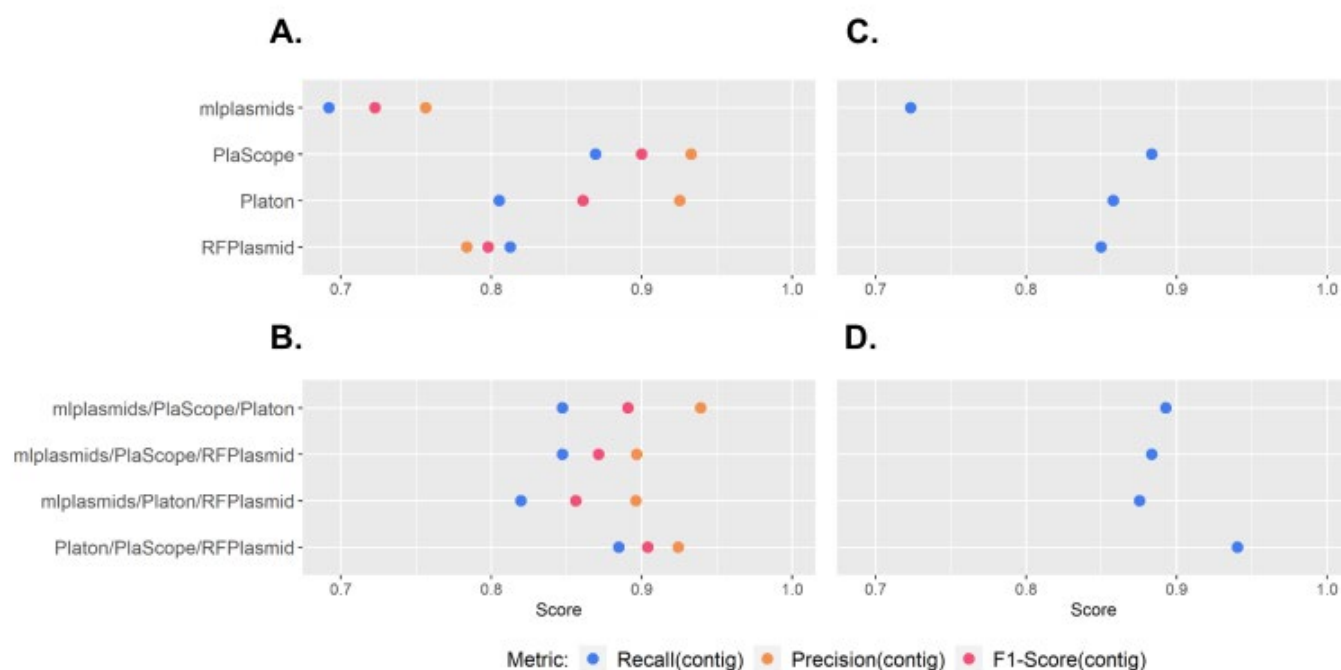 A.
C.
mlplasmids
PlaScope
Platon
RFPlasmid
0.7 0.8 0.9 1.0
0.7 0.8 0.9 1.0
B.
D.
mlplasmids/PlaScope/Platon
mlplasmids/PlaScope/RFPlasmid
mlplasmids/Platon/RFPlasmid
Platon/PlaScope/RFPlasmid
0.7 0.8 0.9 1.0
0.7 0.8 0.9 1.0
Score
Score
Metric: Recall(contig) Precision(contig) F1-Score(contig)